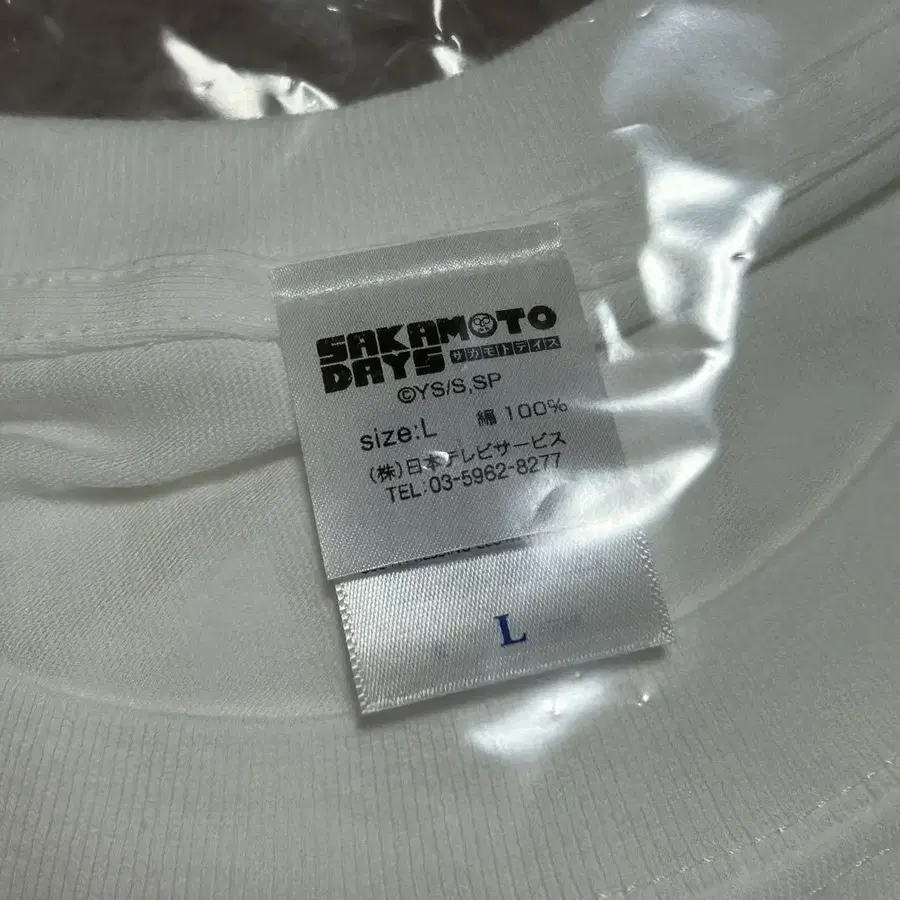 SAKAMOTO
DAYS サカモトデイズ
©YS/S,SP
size:L 綿 100%
(株)日本テレビサービス
TEL:03-5962-8277
L